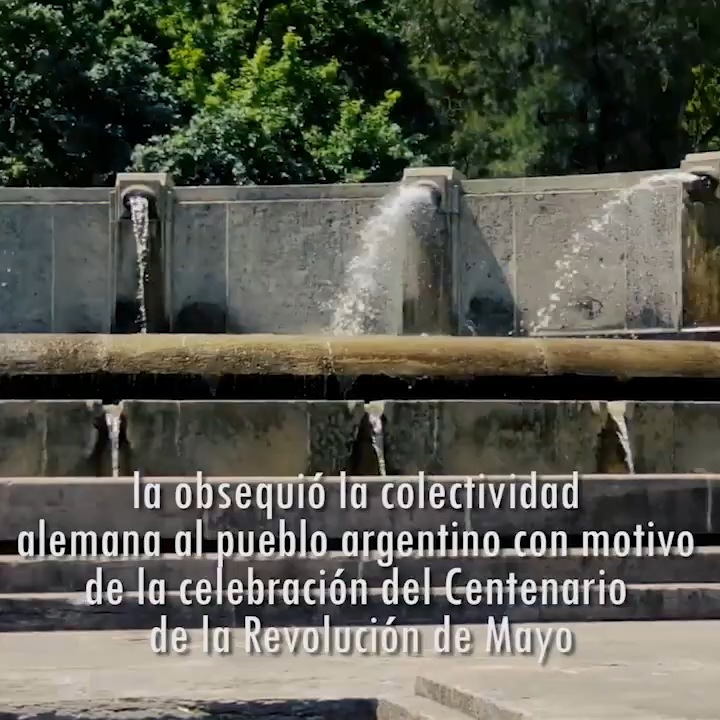 la obsequió la colectividad
alemana al pueblo argentino con motivo
de la celebración del Centenario
de la Revolución de Mayo